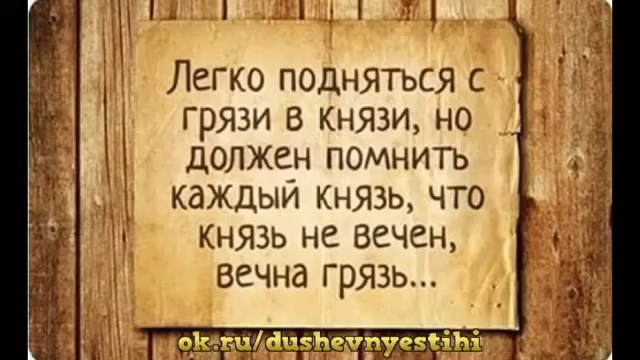 Легко подняться с
грязи в князи, но
должен помнить
каждый князь, что
князь не вечен,
вечна грязь...
ok.ru/dushevnyestihi